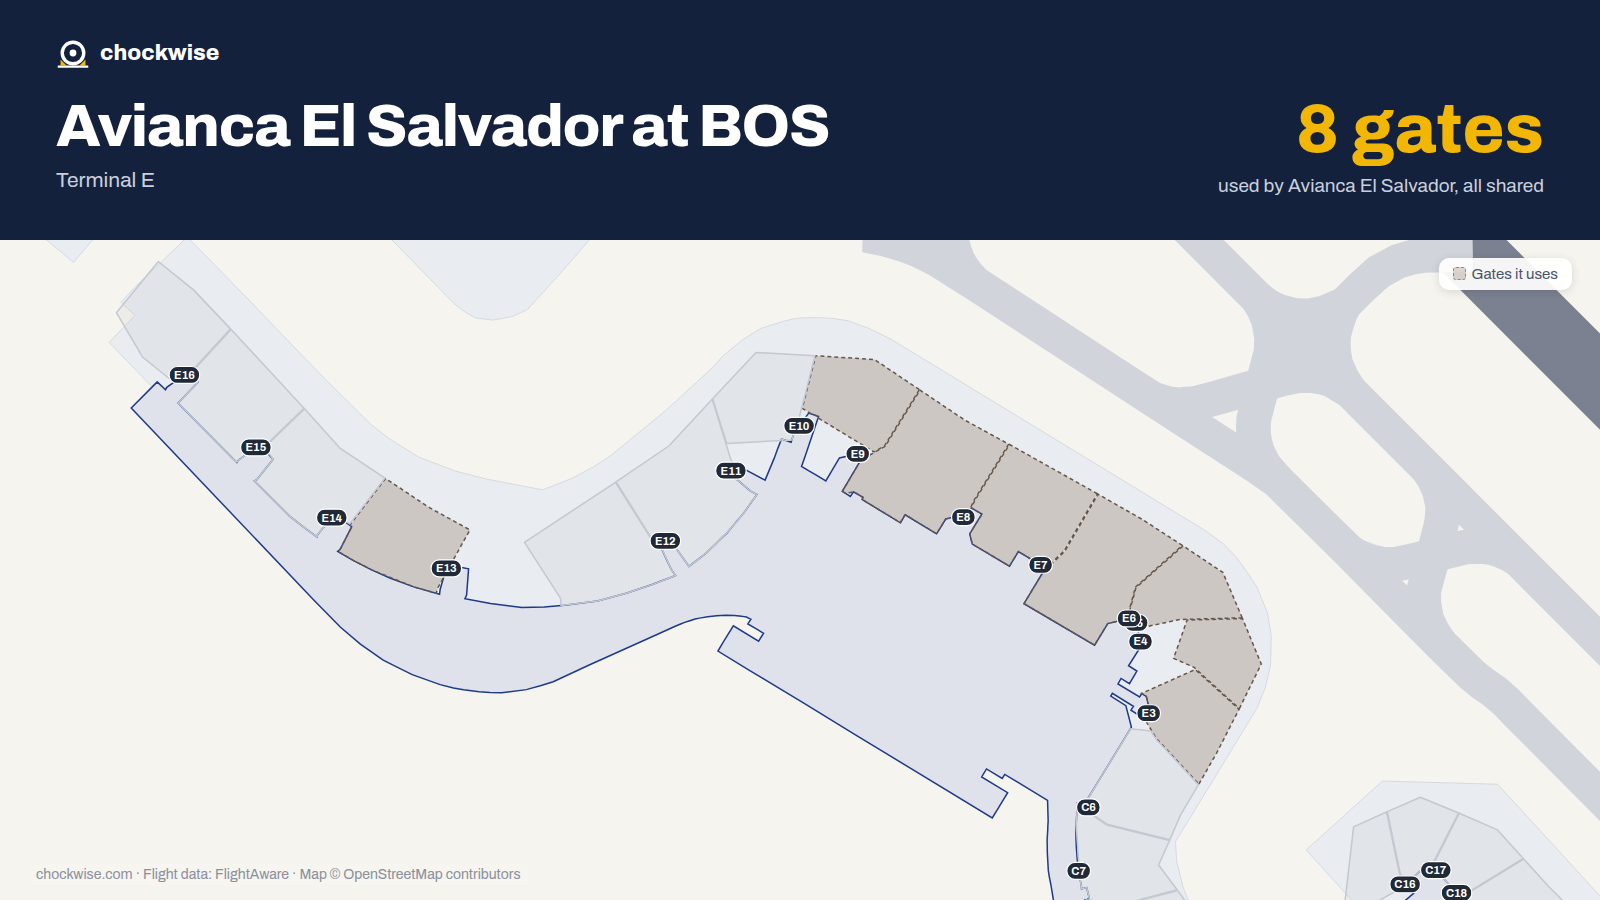 chockwise
Avianca El Salvador at BOS
Terminal E
8 gates
used by Avianca El Salvador, all shared
Gates it uses
E16
E15
E14
E13
E12
E11
E10
E9
E8
E7
E6
E4
E3
C6
C7
C17
C16
C18
chockwise.com · Flight data: FlightAware · Map © OpenStreetMap contributors